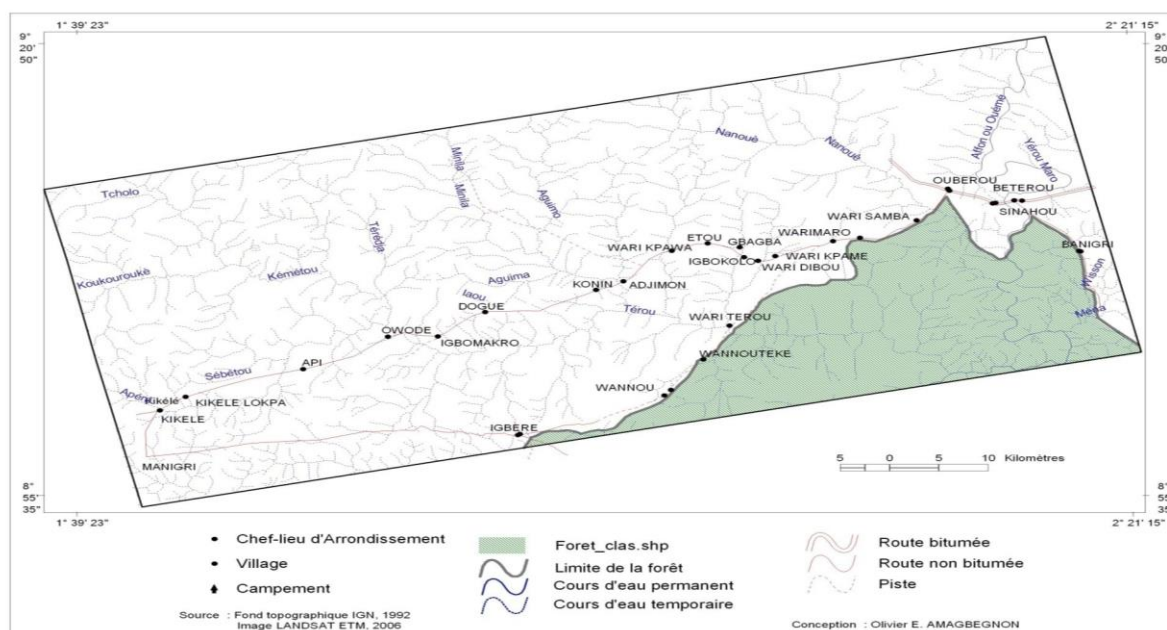 1° 39' 23"
2° 21' 15"
9°
20'
50"
9°
20'
50"
Affon ou Ouémé
Nanoué
Nanoué
Yérou Maro
Minila
Minila
Tcholo
Aguimo
OUBEROU
BETEROU
SINAHOU
WARI SAMBA
Térédja
ETOU
GBAGBA
WARIMARO
WARI KPAWA
BANIGRI
IGBOKOLO
WARI KPAME
WARI DIBOU
Koukourouké
Kémétou
Aguima
KONIN
ADJIMON
Wisson
Iaou
DOGUE
Térou
Ména
WARI TEROU
OWODE
IGBOMAKRO
API
WANNOUTEKE
Sébétou
WANNOU
Kikélé
KIKELE LOKPA
KIKELE
IGBERE
MANIGRI
5 0 5 10 Kilomètres
8°
55'
35"
8°
55'
35"
1° 39' 23"
2° 21' 15"
Chef-lieu d'Arrondissement
Village
Campement
Foret_clas.shp
Limite de la forêt
Cours d'eau permanent
Cours d'eau temporaire
Route bitumée
Route non bitumée
Piste
Source : Fond topographique IGN, 1992
Image LANDSAT ETM, 2006
Conception : Olivier E. AMAGBEGNON